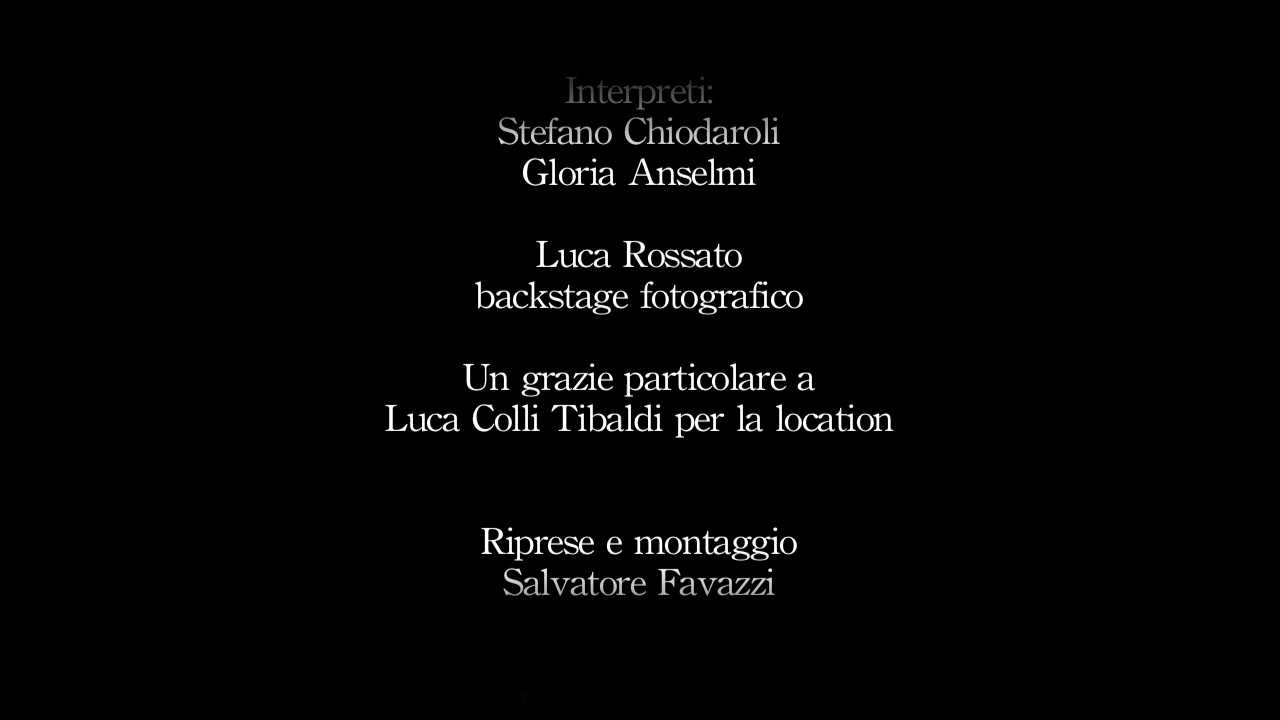 Interpreti:
Stefano Chiodaroli
Gloria Anselmi
Luca Rossato
backstage fotografico
Un grazie particolare a
Luca Colli Tibaldi per la location
Riprese e montaggio
Salvatore Favazzi